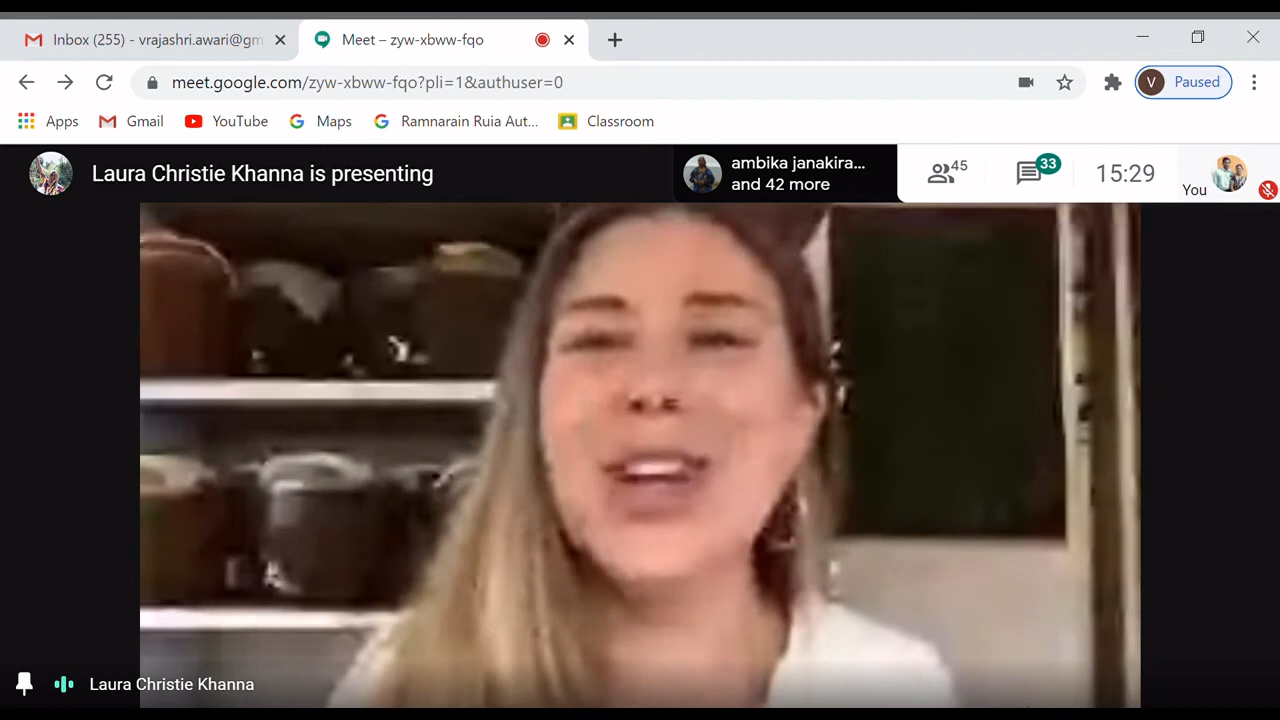 Inbox (255) - vrajashri.awari@gm
Meet – zyw-xbww-fqo
meet.google.com/zyw-xbww-fqo?pli=1&authuser=0
V Paused
Apps Gmail YouTube Maps Ramnarain Ruia Aut... Classroom
Laura Christie Khanna is presenting
ambika janakira...
and 42 more
45
33
15:29
You
Laura Christie Khanna